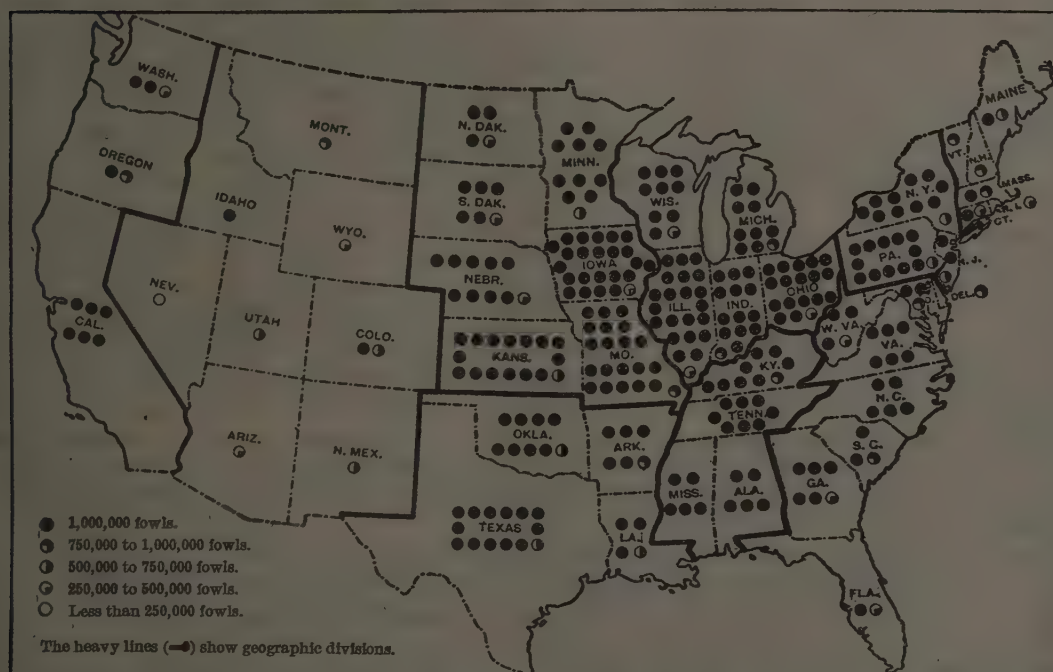 WASH.
MONT.
N. DAK.
MINN.
MAINE
OREGON
IDAHO
WYO.
S. DAK.
WIS.
MICH.
VT.
N.H.
MASS.
N.Y.
R.I.
CT.
NEV.
UTAH
COLO.
NEBR.
IOWA
ILL.
IND.
OHIO
PA.
N.J.
DEL.
CAL.
KANS.
MO.
KY.
W. VA.
VA.
ARIZ.
N. MEX.
OKLA.
ARK.
TENN.
N.C.
S.C.
TEXAS
LA.
MISS.
ALA.
GA.
FLA.
1,000,000 fowls.
750,000 to 1,000,000 fowls.
500,000 to 750,000 fowls.
250,000 to 500,000 fowls.
Less than 250,000 fowls.
The heavy lines (━) show geographic divisions.